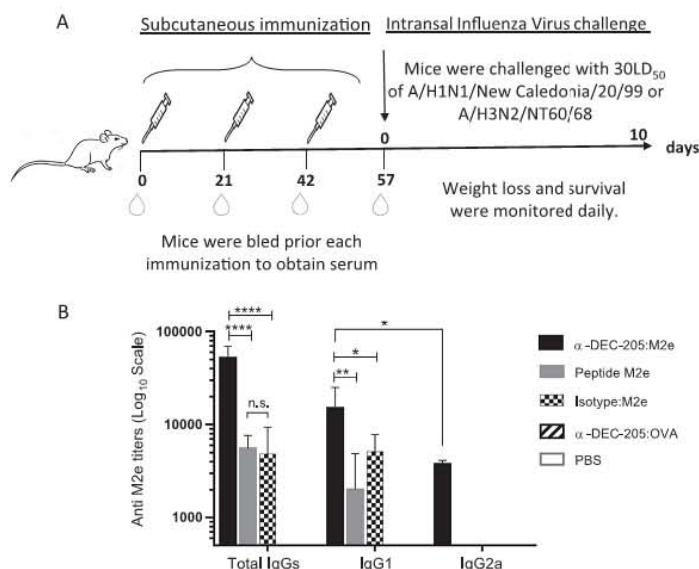 A
Subcutaneous immunization
Intransal Influenza Virus challenge
Mice were challenged with 30LD50
of A/H1N1/New Caledonia/20/99 or
A/H3N2/NT60/68
0
10
days
0
21
42
57
Weight loss and survival
were monitored daily.
Mice were bled prior each
immunization to obtain serum
B
Anti M2e titers (Log10 Scale)
100000
10000
1000
****
****
n.s.
*
*
**
Total IgGs
IgG1
IgG2a
α-DEC-205:M2e
Peptide M2e
Isotype:M2e
α-DEC-205:OVA
PBS